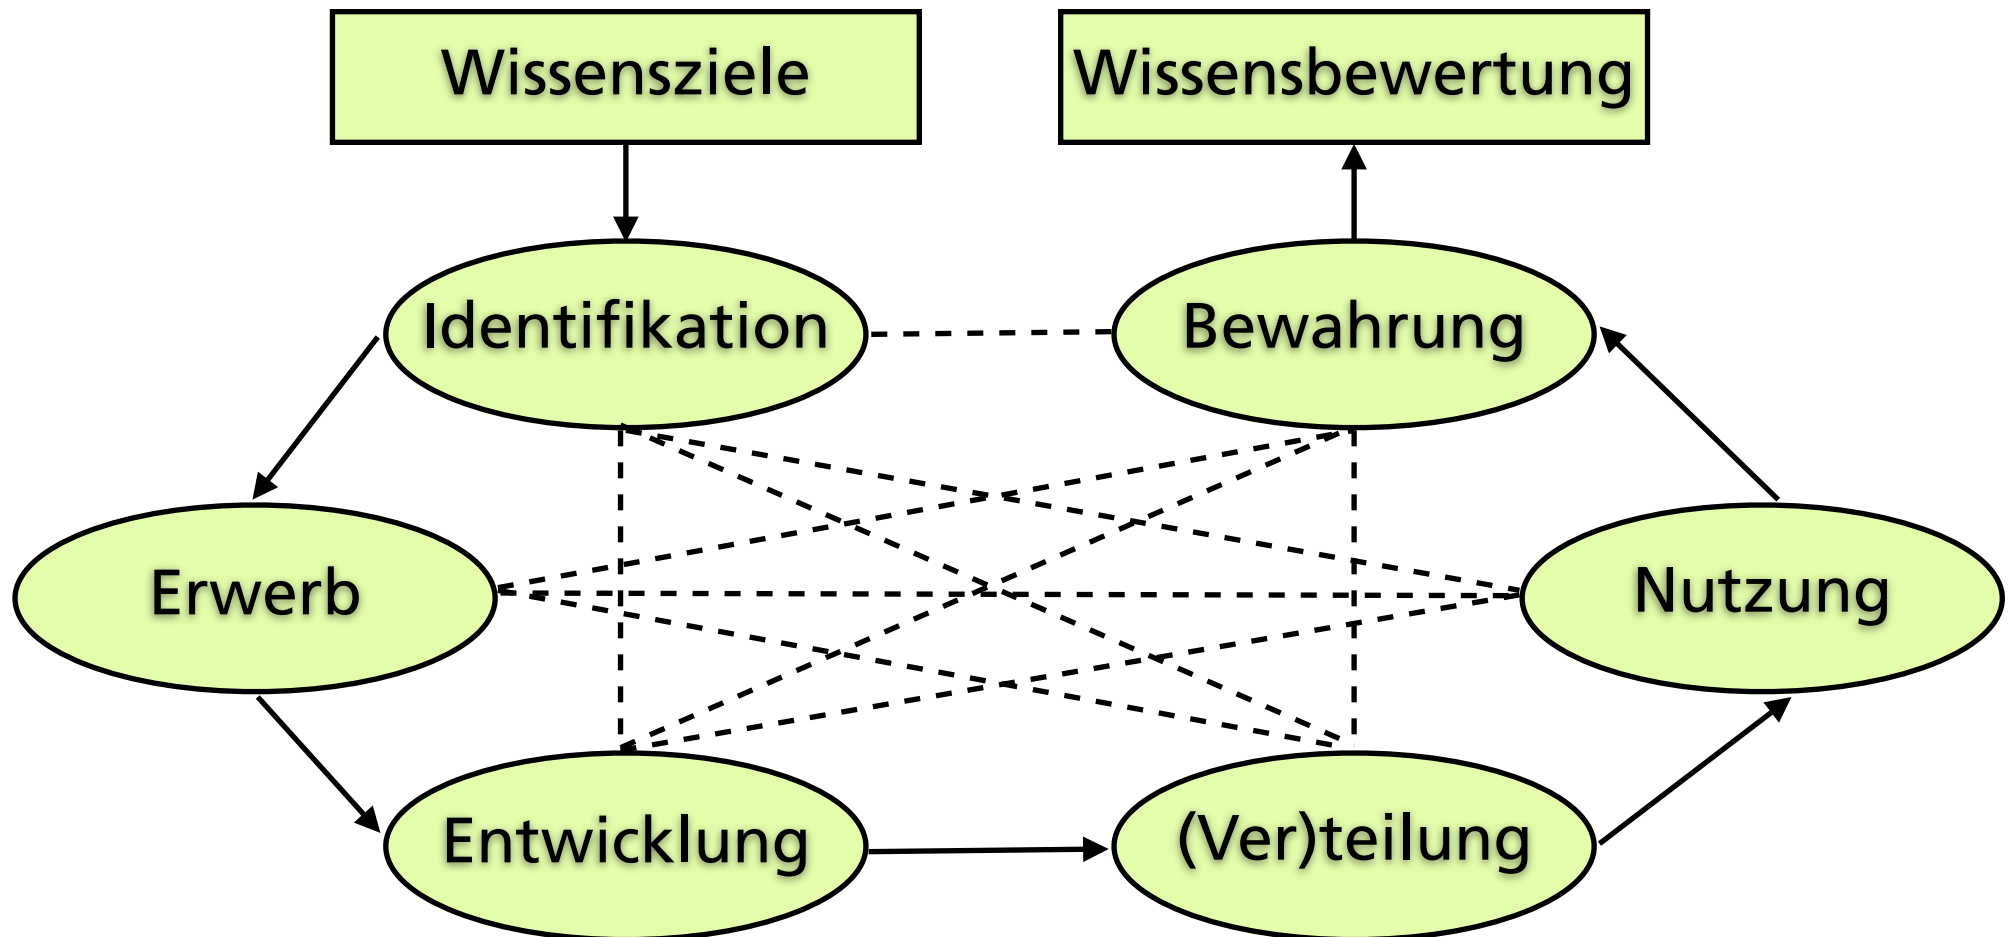 Wissensziele
Wissensbewertung
Identifikation
Bewahrung
Erwerb
Nutzung
Entwicklung
(Ver)teilung